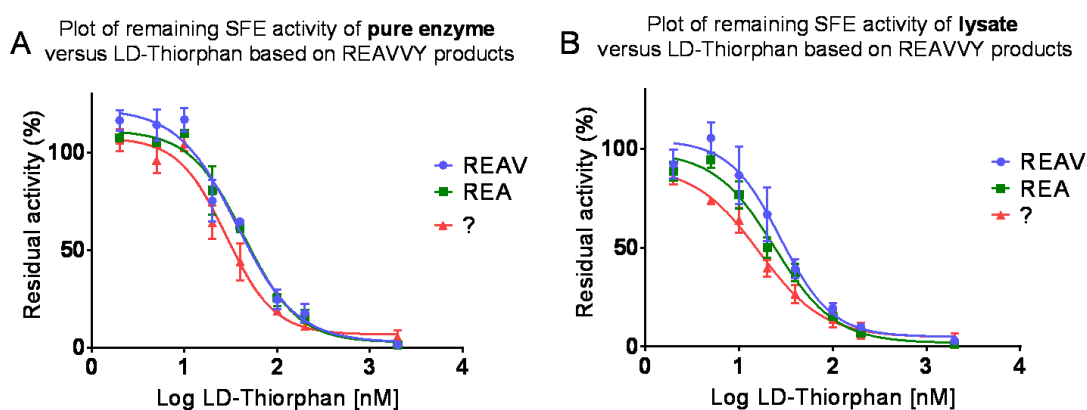 A
Plot of remaining SFE activity of pure enzyme
versus LD-Thiorphan based on REAVVY products
Residual activity (%)
100
50
0
0
1
2
3
4
Log LD-Thiorphan [nM]
REAV
REA
?
B
Plot of remaining SFE activity of lysate
versus LD-Thiorphan based on REAVVY products
Residual activity (%)
100
50
0
0
1
2
3
4
Log LD-Thiorphan [nM]
REAV
REA
?